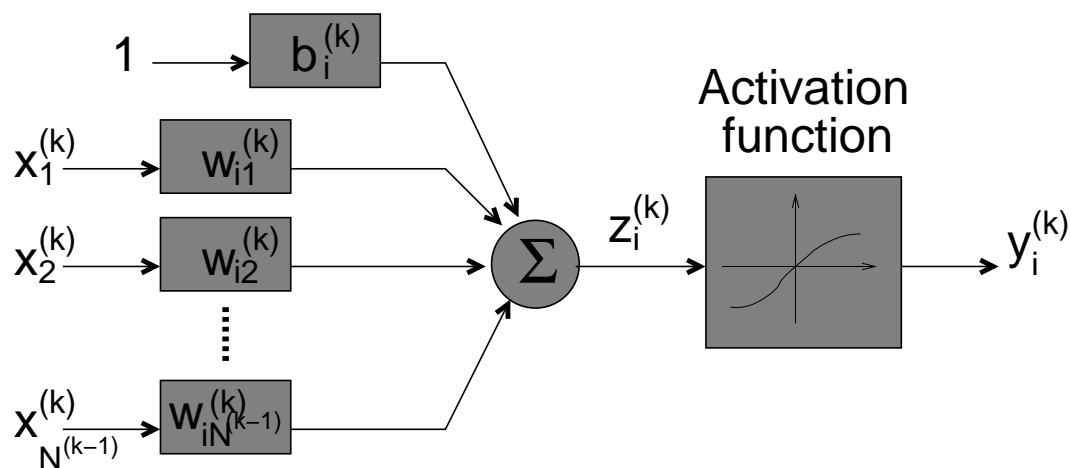 1
b_i^(k)
Activation
function
x_1^(k)
w_i1^(k)
x_2^(k)
w_i2^(k)
Σ
z_i^(k)
y_i^(k)
x_N^(k-1)^(k)
w_iN^(k-1)^(k)